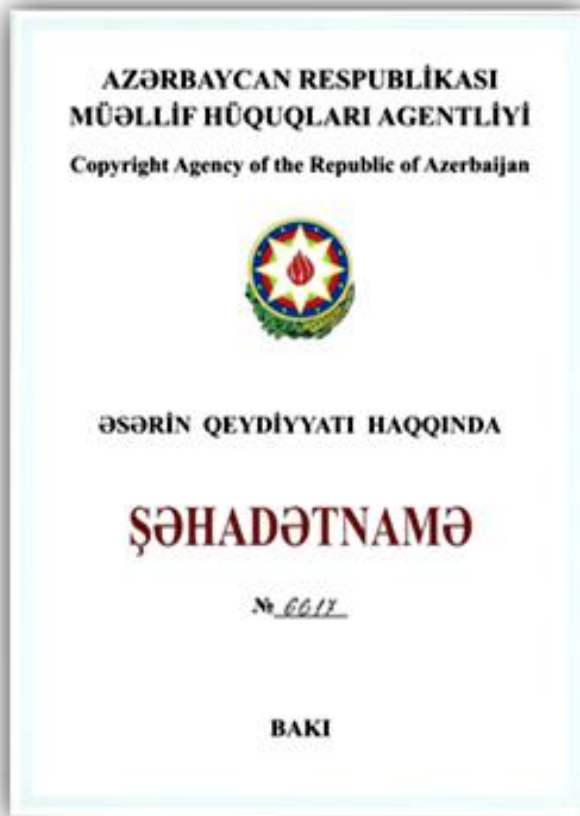 AZƏRBAYCAN RESPUBLİKASI
MÜƏLLİF HÜQUQLARI AGENTLİYİ
Copyright Agency of the Republic of Azerbaijan
ƏSƏRİN QEYDİYYATI HAQQINDA
ŞƏHADƏTNAMƏ
№ 6617
BAKI